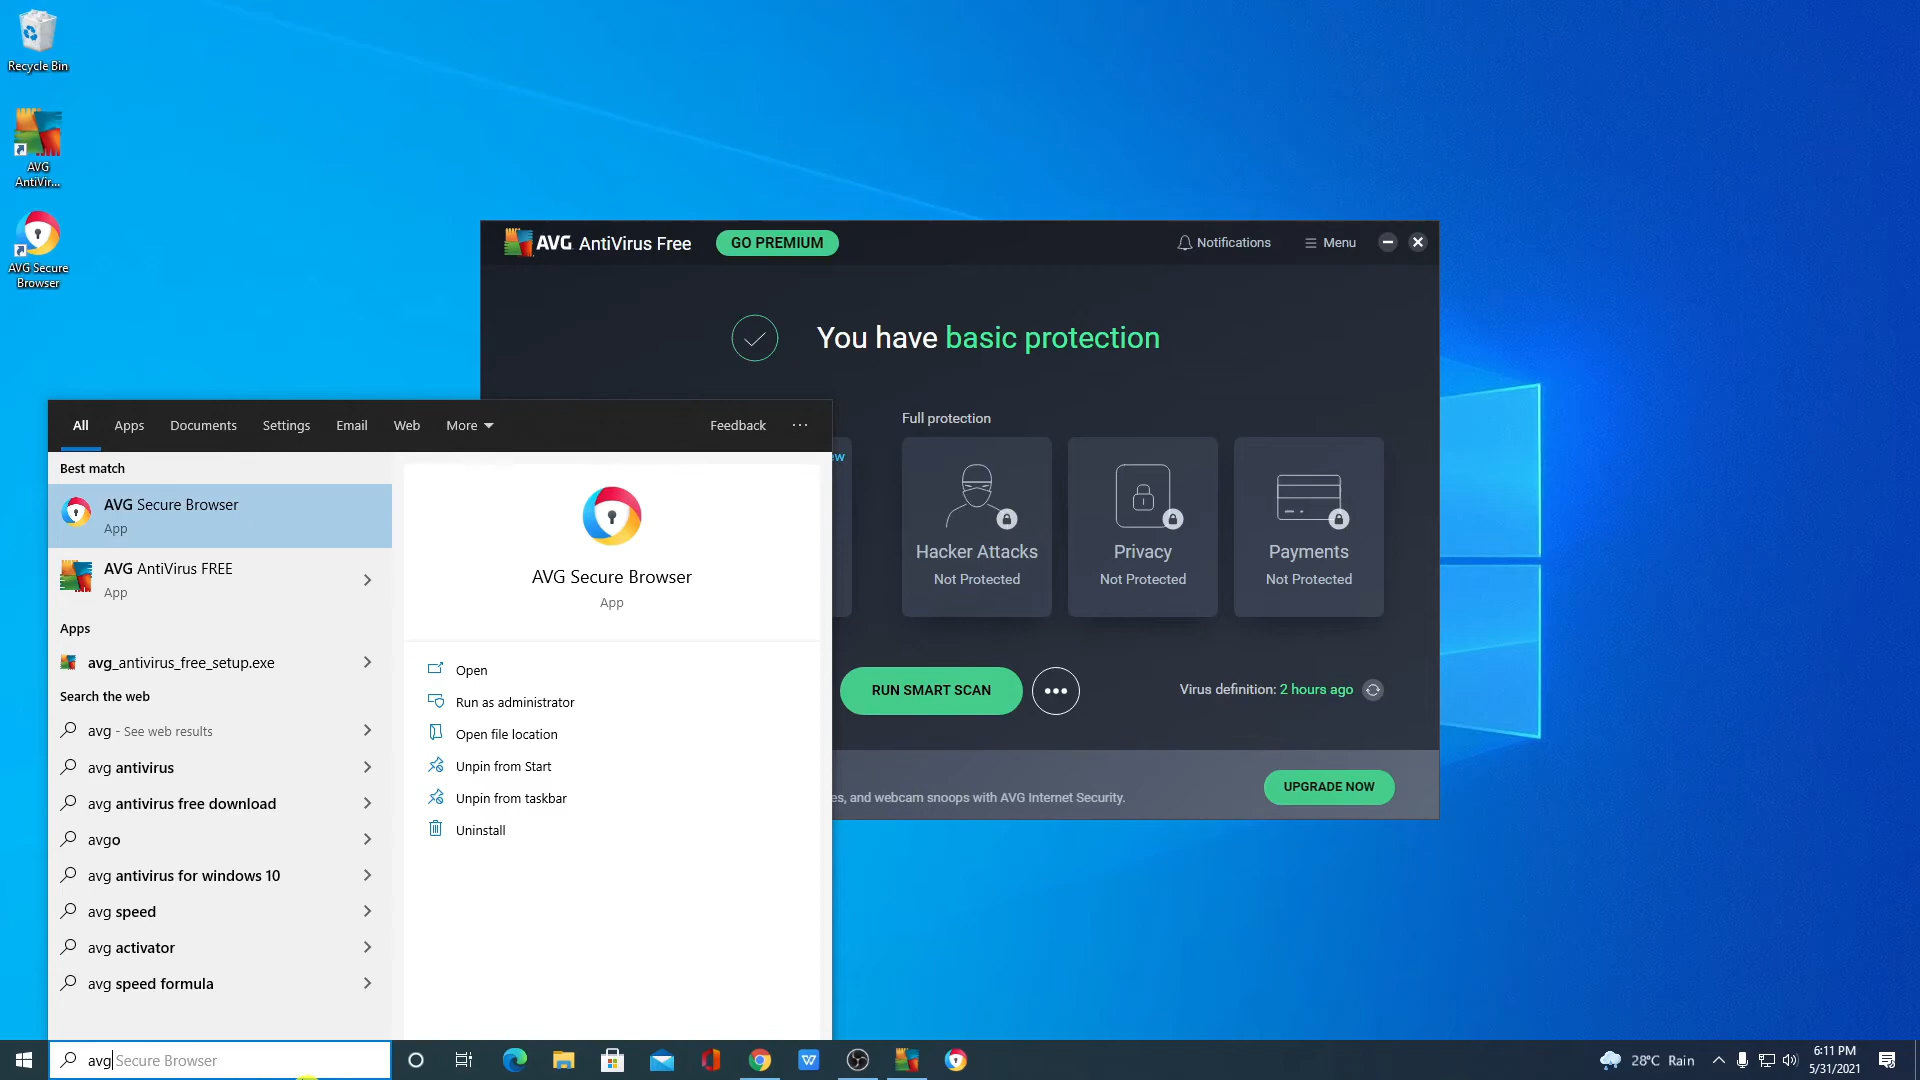 Recycle Bin
AVG
AntiVir...
AVG Secure
Browser
AVG AntiVirus Free
GO PREMIUM
Notifications
Menu
You have basic protection
Full protection
ew
Hacker Attacks
Not Protected
Privacy
Not Protected
Payments
Not Protected
RUN SMART SCAN
Virus definition: 2 hours ago
es, and webcam snoops with AVG Internet Security.
UPGRADE NOW
All
Apps
Documents
Settings
Email
Web
More
Feedback
Best match
AVG Secure Browser
App
AVG AntiVirus FREE
App
Apps
avg_antivirus_free_setup.exe
Search the web
avg - See web results
avg antivirus
avg antivirus free download
avgo
avg antivirus for windows 10
avg speed
avg activator
avg speed formula
AVG Secure Browser
App
Open
Run as administrator
Open file location
Unpin from Start
Unpin from taskbar
Uninstall
avg Secure Browser
28°C Rain
6:11 PM
5/31/2021